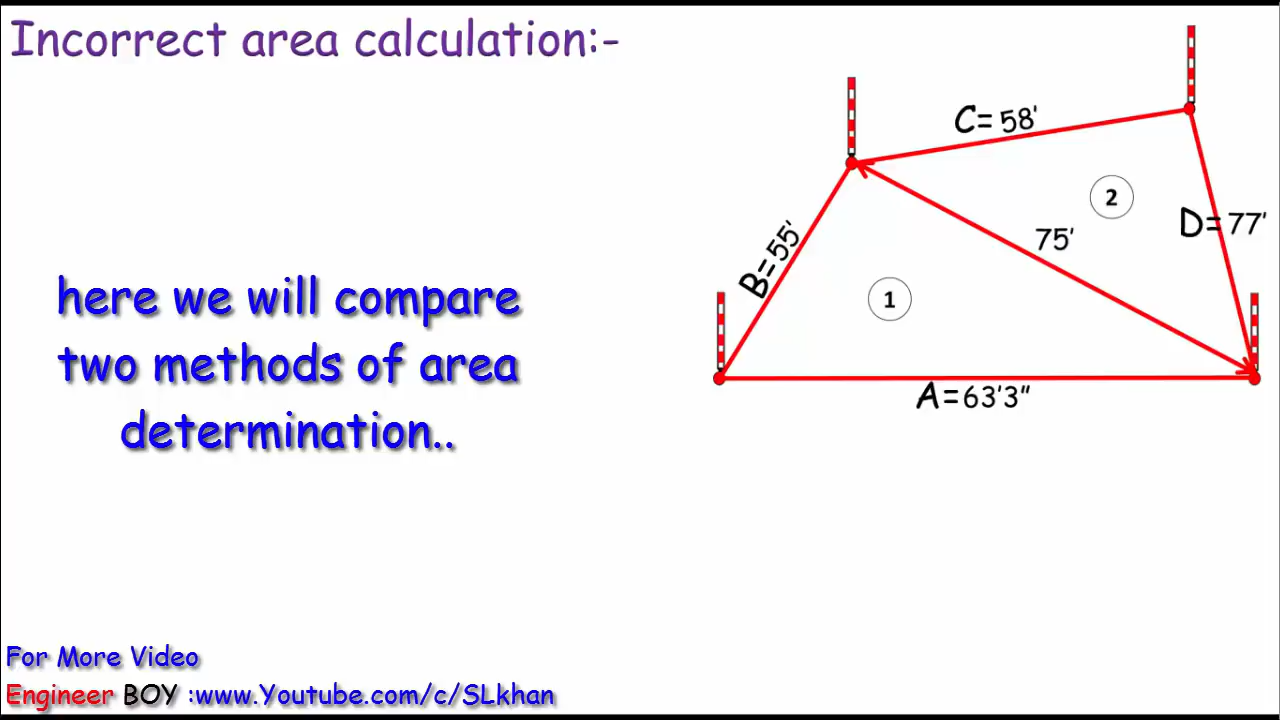 Incorrect area calculation:-
C= 58'
2
D= 77'
75'
B=55'
1
A=63'3"
here we will compare
two methods of area
determination..
For More Video
Engineer BOY :www.Youtube.com/c/SLkhan